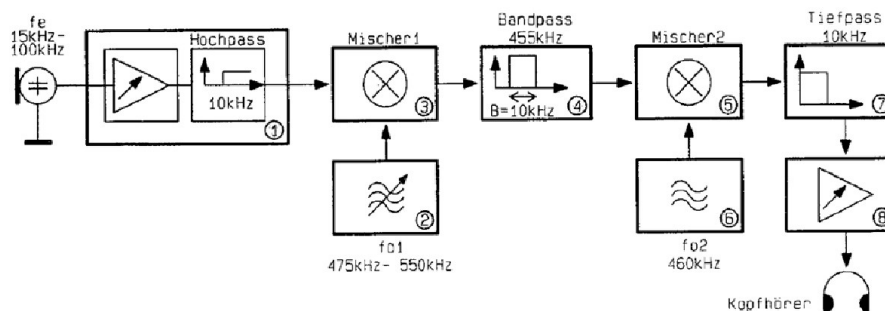 fe
15kHz-
100kHz
Hochpass
10kHz
①
Mischer1
③
②
fo1
475kHz- 550kHz
Bandpass
455kHz
B=10kHz
④
Mischer2
⑤
⑥
fo2
460kHz
Tiefpass
10kHz
⑦
⑧
Kopfhörer